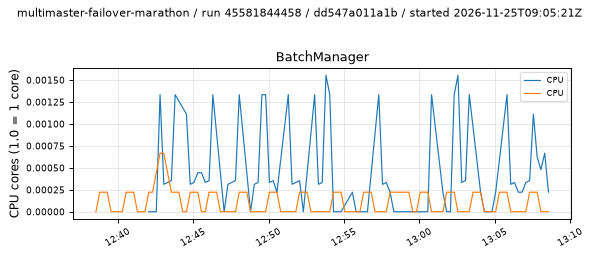 multimaster-failover-marathon / run 45581844458 / dd547a011a1b / started 2026-11-25T09:05:21Z
BatchManager
CPU
CPU
CPU cores (1.0 = 1 core)
0.00150
0.00125
0.00100
0.00075
0.00050
0.00025
0.00000
12:40 12:45 12:50 12:55 13:00 13:05 13:10